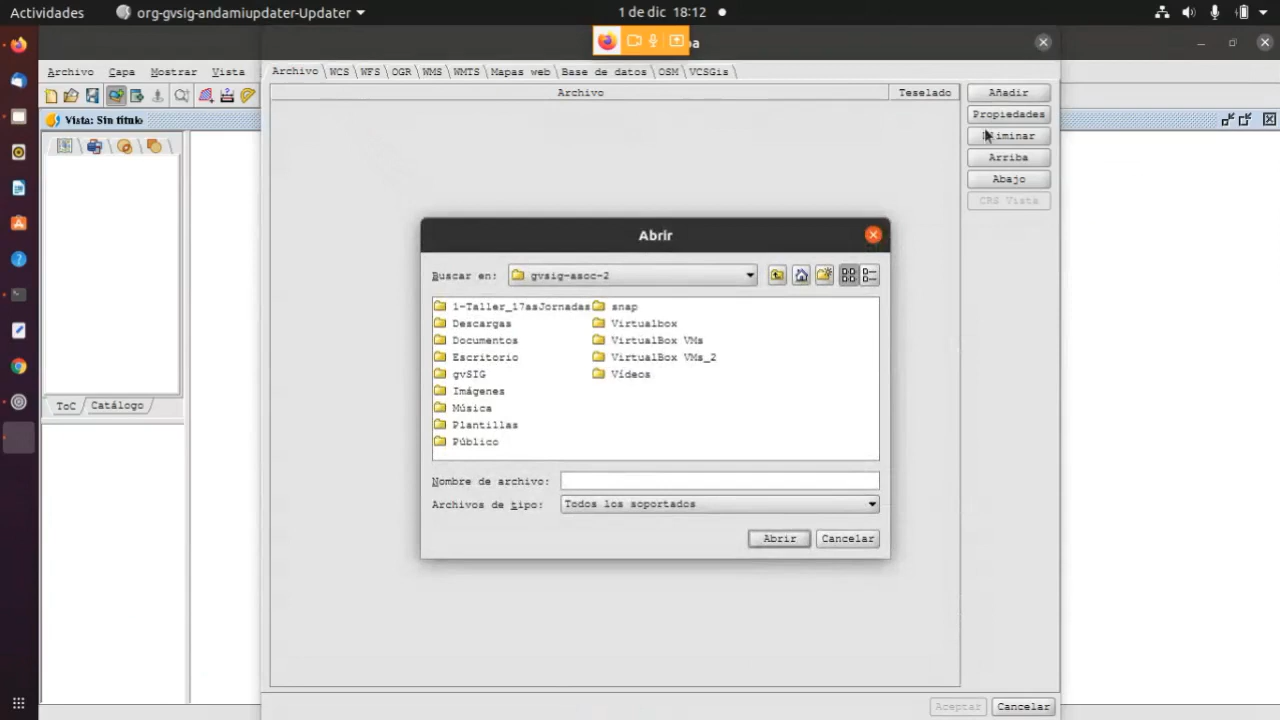 Actividades org-gvsig-andamiupdater-Updater 1 de dic 18:12
Archivo Capa Mostrar Vista
Archivo WCS WFS OGR WMS WMTS Mapas web Base de datos OSM VCSGis
Archivo Teselado
Añadir
Propiedades
Arriba
Abajo
CRS Vista
Vista: Sin título
ToC Catálogo
Abrir
Buscar en: gvsig-asoc-2
1-Taller_17asJornadas snap
Descargas Virtualbox
Documentos VirtualBox VMs
Escritorio VirtualBox VMs_2
gvSIG Vídeos
Imágenes
Música
Plantillas
Público
Nombre de archivo:
Archivos de tipo: Todos los soportados
Abrir Cancelar
Aceptar Cancelar